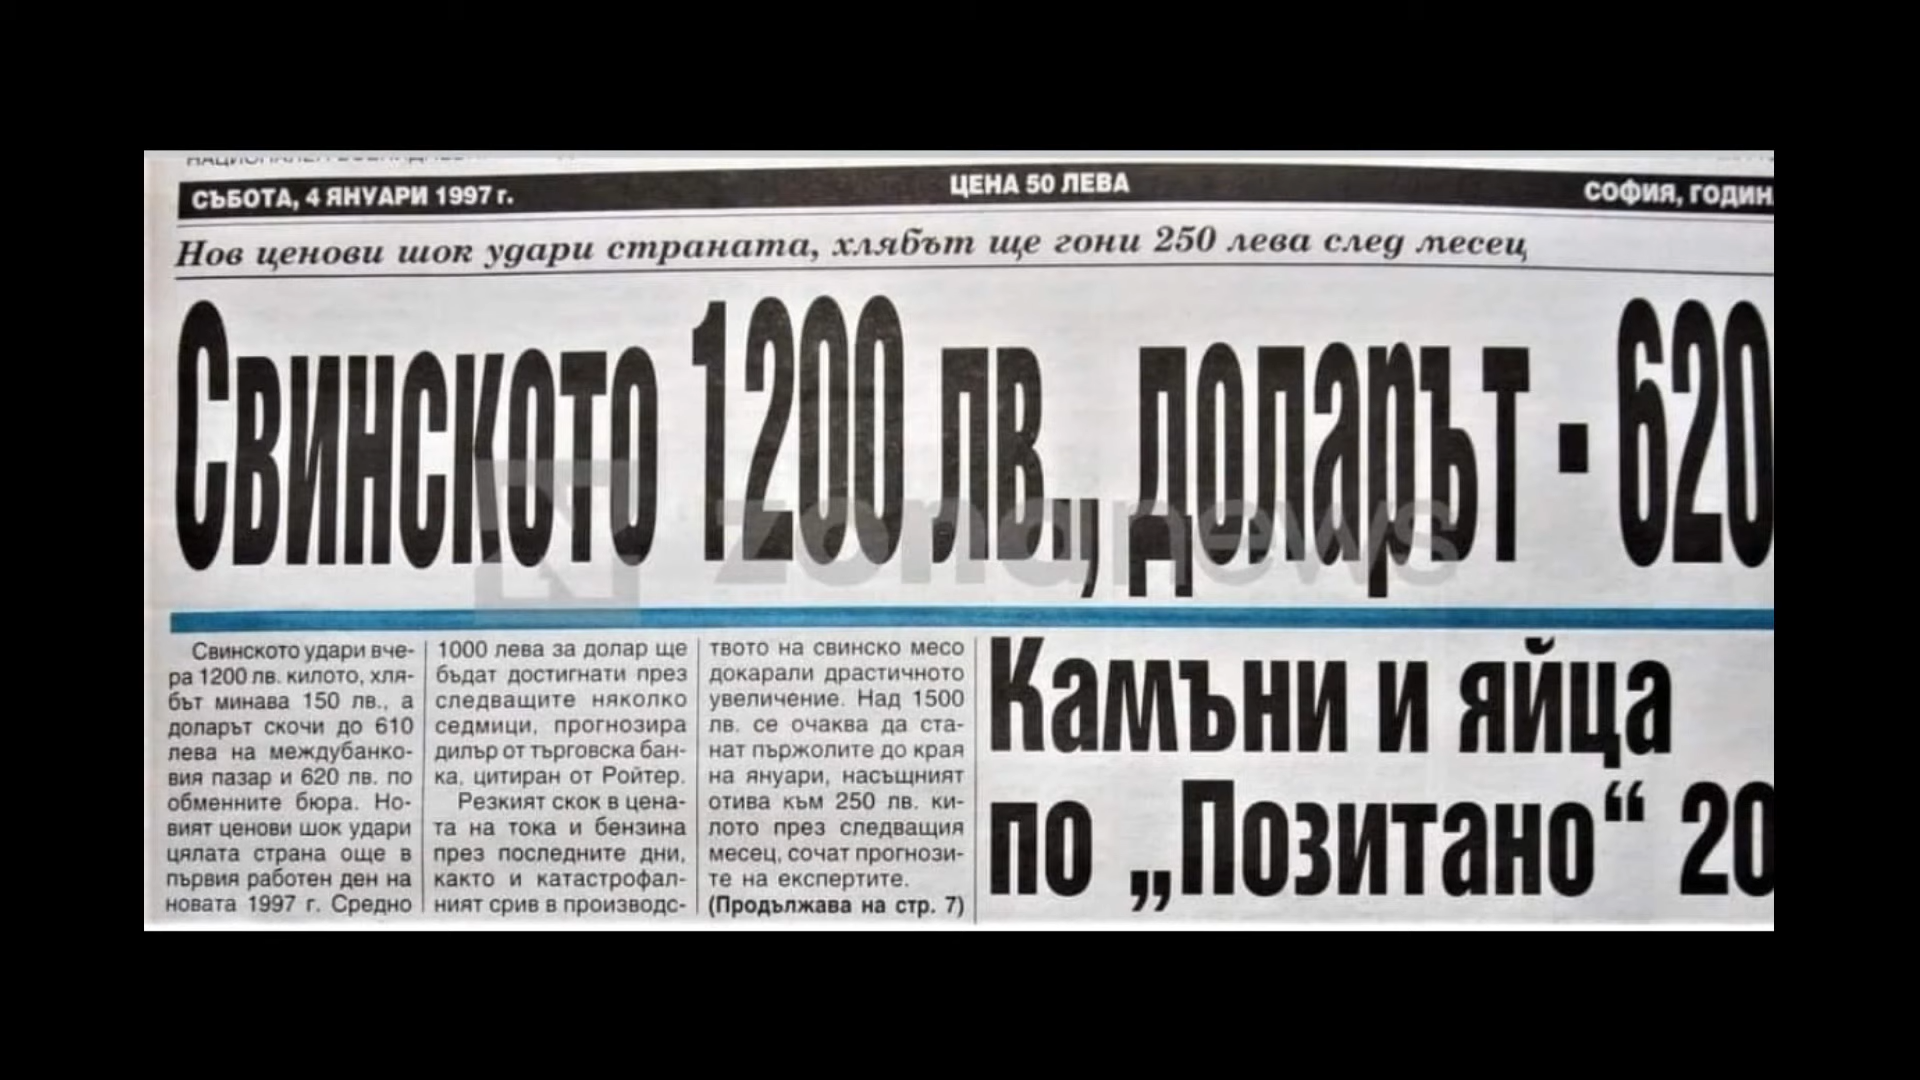 СЪБОТА, 4 ЯНУАРИ 1997 г.
ЦЕНА 50 ЛЕВА
СОФИЯ, ГОДИН
Нов ценови шок удари страната, хлябът ще гони 250 лева след месец
Свинското 1200 лв., доларът - 620
zonanews
Свинското удари вче-
ра 1200 лв. килото, хля-
бът минава 150 лв., а
доларът скочи до 610
лева на междубанко-
вия пазар и 620 лв. по
обменните бюра. Но-
вият ценови шок удари
цялата страна още в
първия работен ден на
новата 1997 г. Средно
1000 лева за долар ще
бъдат достигнати през
следващите няколко
седмици, прогнозира
дилър от търговска бан-
ка, цитиран от Ройтер.
Резкият скок в цена-
та на тока и бензина
през последните дни,
както и катастрофал-
ният срив в производс-
твото на свинско месо
докарали драстичното
увеличение. Над 1500
лв. се очаква да ста-
нат пържолите до края
на януари, насъщният
отива към 250 лв. ки-
лото през следващия
месец, сочат прогнози-
те на експертите.
(Продължава на стр. 7)
Камъни и яйца
по „Позитано“ 20